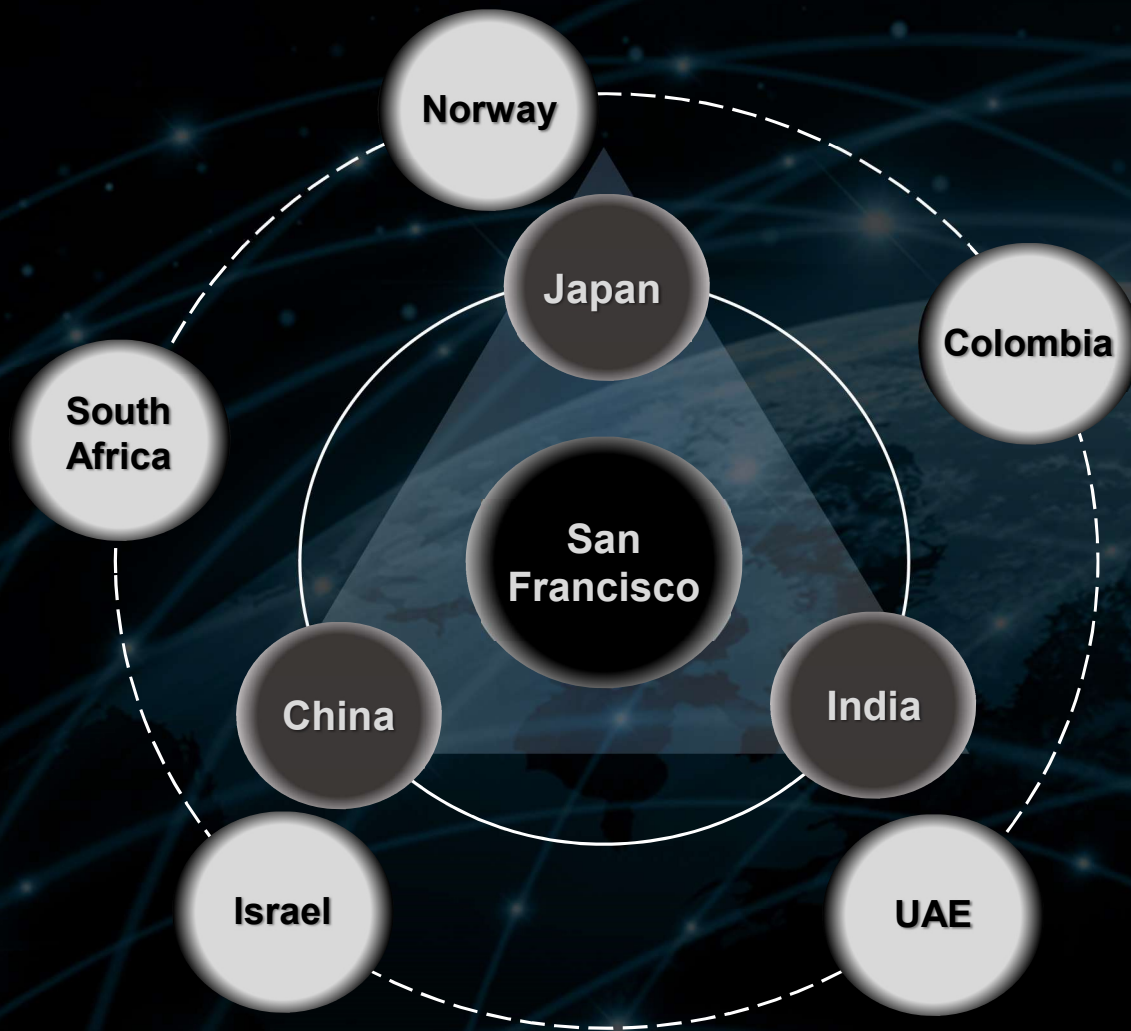 Norway
Japan
Colombia
South
Africa
San
Francisco
China
India
Israel
UAE